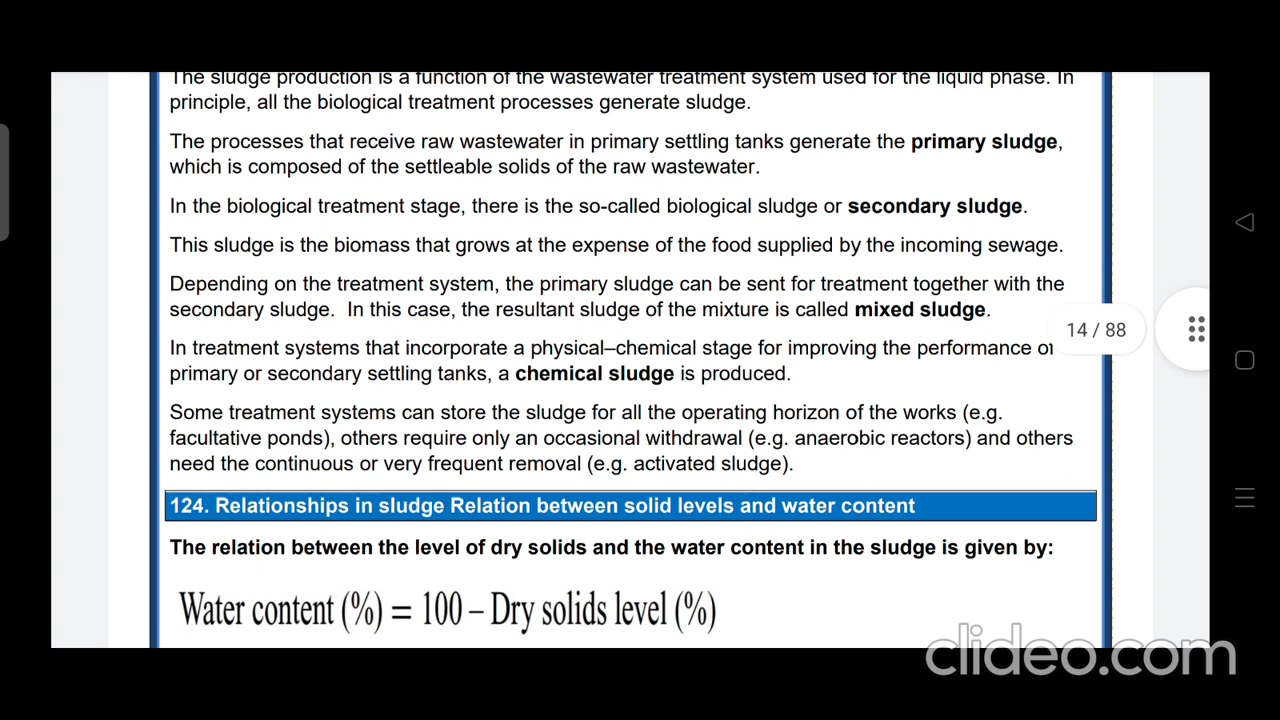 The sludge production is a function of the wastewater treatment system used for the liquid phase. In
principle, all the biological treatment processes generate sludge.
The processes that receive raw wastewater in primary settling tanks generate the primary sludge,
which is composed of the settleable solids of the raw wastewater.
In the biological treatment stage, there is the so-called biological sludge or secondary sludge.
This sludge is the biomass that grows at the expense of the food supplied by the incoming sewage.
Depending on the treatment system, the primary sludge can be sent for treatment together with the
secondary sludge.  In this case, the resultant sludge of the mixture is called mixed sludge.
14 / 88
In treatment systems that incorporate a physical–chemical stage for improving the performance of
primary or secondary settling tanks, a chemical sludge is produced.
Some treatment systems can store the sludge for all the operating horizon of the works (e.g.
facultative ponds), others require only an occasional withdrawal (e.g. anaerobic reactors) and others
need the continuous or very frequent removal (e.g. activated sludge).
124. Relationships in sludge Relation between solid levels and water content
The relation between the level of dry solids and the water content in the sludge is given by:
Water content (%) = 100 – Dry solids level (%)
clideo.com